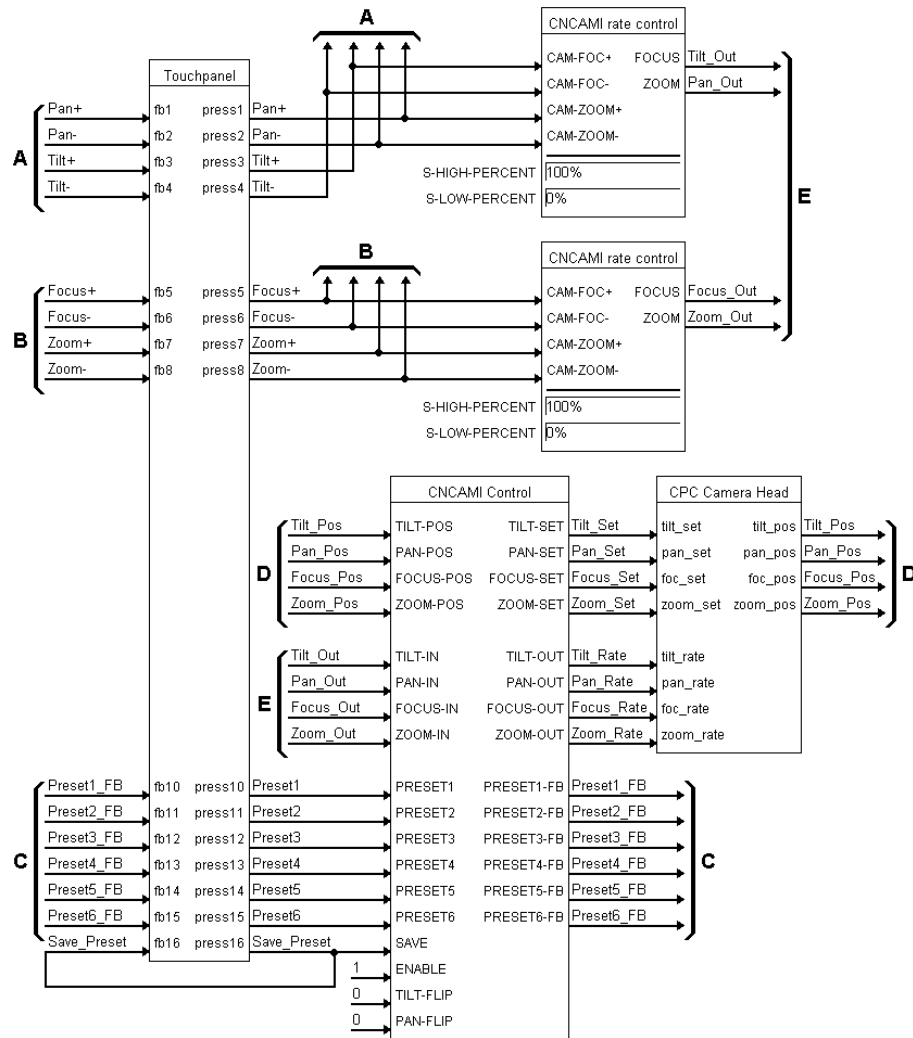 A
CNCAMI rate control
CAM-FOC+ FOCUS Tilt_Out
CAM-FOC- ZOOM Pan_Out
CAM-ZOOM+
CAM-ZOOM-
S-HIGH-PERCENT 100%
S-LOW-PERCENT 0%
Touchpanel
A
Pan+ fb1 press1 Pan+
Pan- fb2 press2 Pan-
Tilt+ fb3 press3 Tilt+
Tilt- fb4 press4 Tilt-
E
B
CNCAMI rate control
CAM-FOC+ FOCUS Focus_Out
CAM-FOC- ZOOM Zoom_Out
CAM-ZOOM+
CAM-ZOOM-
S-HIGH-PERCENT 100%
S-LOW-PERCENT 0%
B
Focus+ fb5 press5 Focus+
Focus- fb6 press6 Focus-
Zoom+ fb7 press7 Zoom+
Zoom- fb8 press8 Zoom-
CNCAMI Control
CPC Camera Head
D
Tilt_Pos TILT-POS TILT-SET Tilt_Set tilt_set tilt_pos Tilt_Pos
Pan_Pos PAN-POS PAN-SET Pan_Set pan_set pan_pos Pan_Pos
Focus_Pos FOCUS-POS FOCUS-SET Focus_Set foc_set foc_pos Focus_Pos
Zoom_Pos ZOOM-POS ZOOM-SET Zoom_Set zoom_set zoom_pos Zoom_Pos
D
E
Tilt_Out TILT-IN TILT-OUT Tilt_Rate tilt_rate
Pan_Out PAN-IN PAN-OUT Pan_Rate pan_rate
Focus_Out FOCUS-IN FOCUS-OUT Focus_Rate foc_rate
Zoom_Out ZOOM-IN ZOOM-OUT Zoom_Rate zoom_rate
C
Preset1_FB fb10 press10 Preset1 PRESET1 PRESET1-FB Preset1_FB
Preset2_FB fb11 press11 Preset2 PRESET2 PRESET2-FB Preset2_FB
Preset3_FB fb12 press12 Preset3 PRESET3 PRESET3-FB Preset3_FB
Preset4_FB fb13 press13 Preset4 PRESET4 PRESET4-FB Preset4_FB
Preset5_FB fb14 press14 Preset5 PRESET5 PRESET5-FB Preset5_FB
Preset6_FB fb15 press15 Preset6 PRESET6 PRESET6-FB Preset6_FB
C
Save_Preset fb16 press16 Save_Preset SAVE
1 ENABLE
0 TILT-FLIP
0 PAN-FLIP